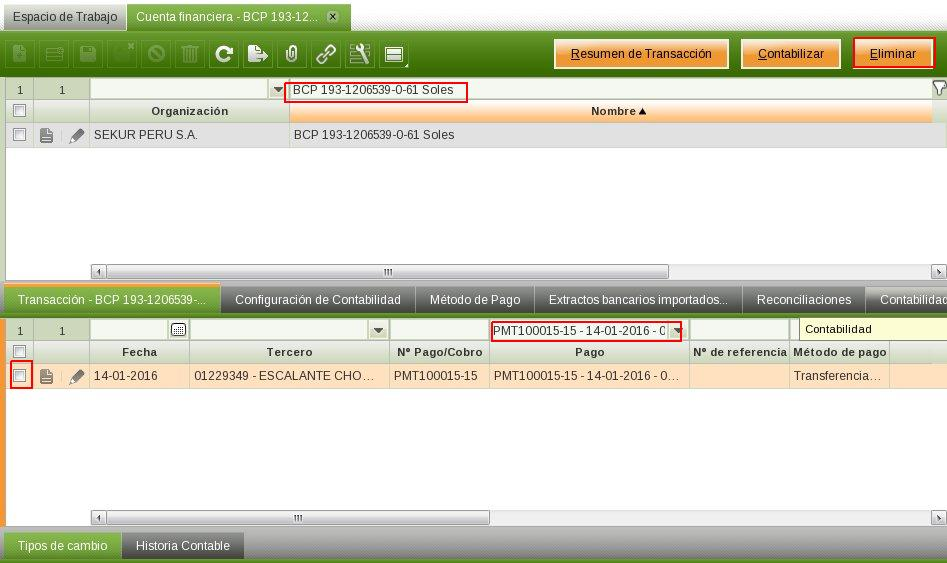 Espacio de Trabajo
Cuenta financiera - BCP 193-12...
Resumen de Transacción
Contabilizar
Eliminar
1 1 BCP 193-1206539-0-61 Soles
Organización Nombre
SEKUR PERU S.A. BCP 193-1206539-0-61 Soles
Transacción - BCP 193-1206539-... Configuración de Contabilidad Método de Pago Extractos bancarios importados... Reconciliaciones Contabilidad
1 1 PMT100015-15 - 14-01-2016 - 0
Contabilidad
Fecha Tercero Nº Pago/Cobro Pago Nº de referencia Método de pago
14-01-2016 01229349 - ESCALANTE CHO... PMT100015-15 PMT100015-15 - 14-01-2016 - 0... Transferencia...
Tipos de cambio Historia Contable